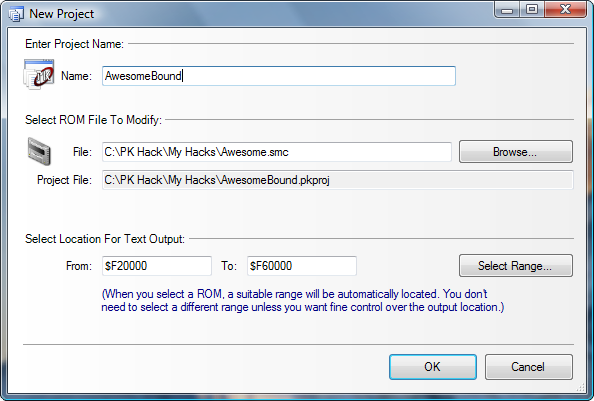 New Project
Enter Project Name:
Name: AwesomeBound
Select ROM File To Modify:
File: C:\PK Hack\My Hacks\Awesome.smc Browse...
Project File: C:\PK Hack\My Hacks\AwesomeBound.pkproj
Select Location For Text Output:
From: $F20000 To: $F60000 Select Range...
(When you select a ROM, a suitable range will be automatically located. You don't
need to select a different range unless you want fine control over the output location.)
OK Cancel